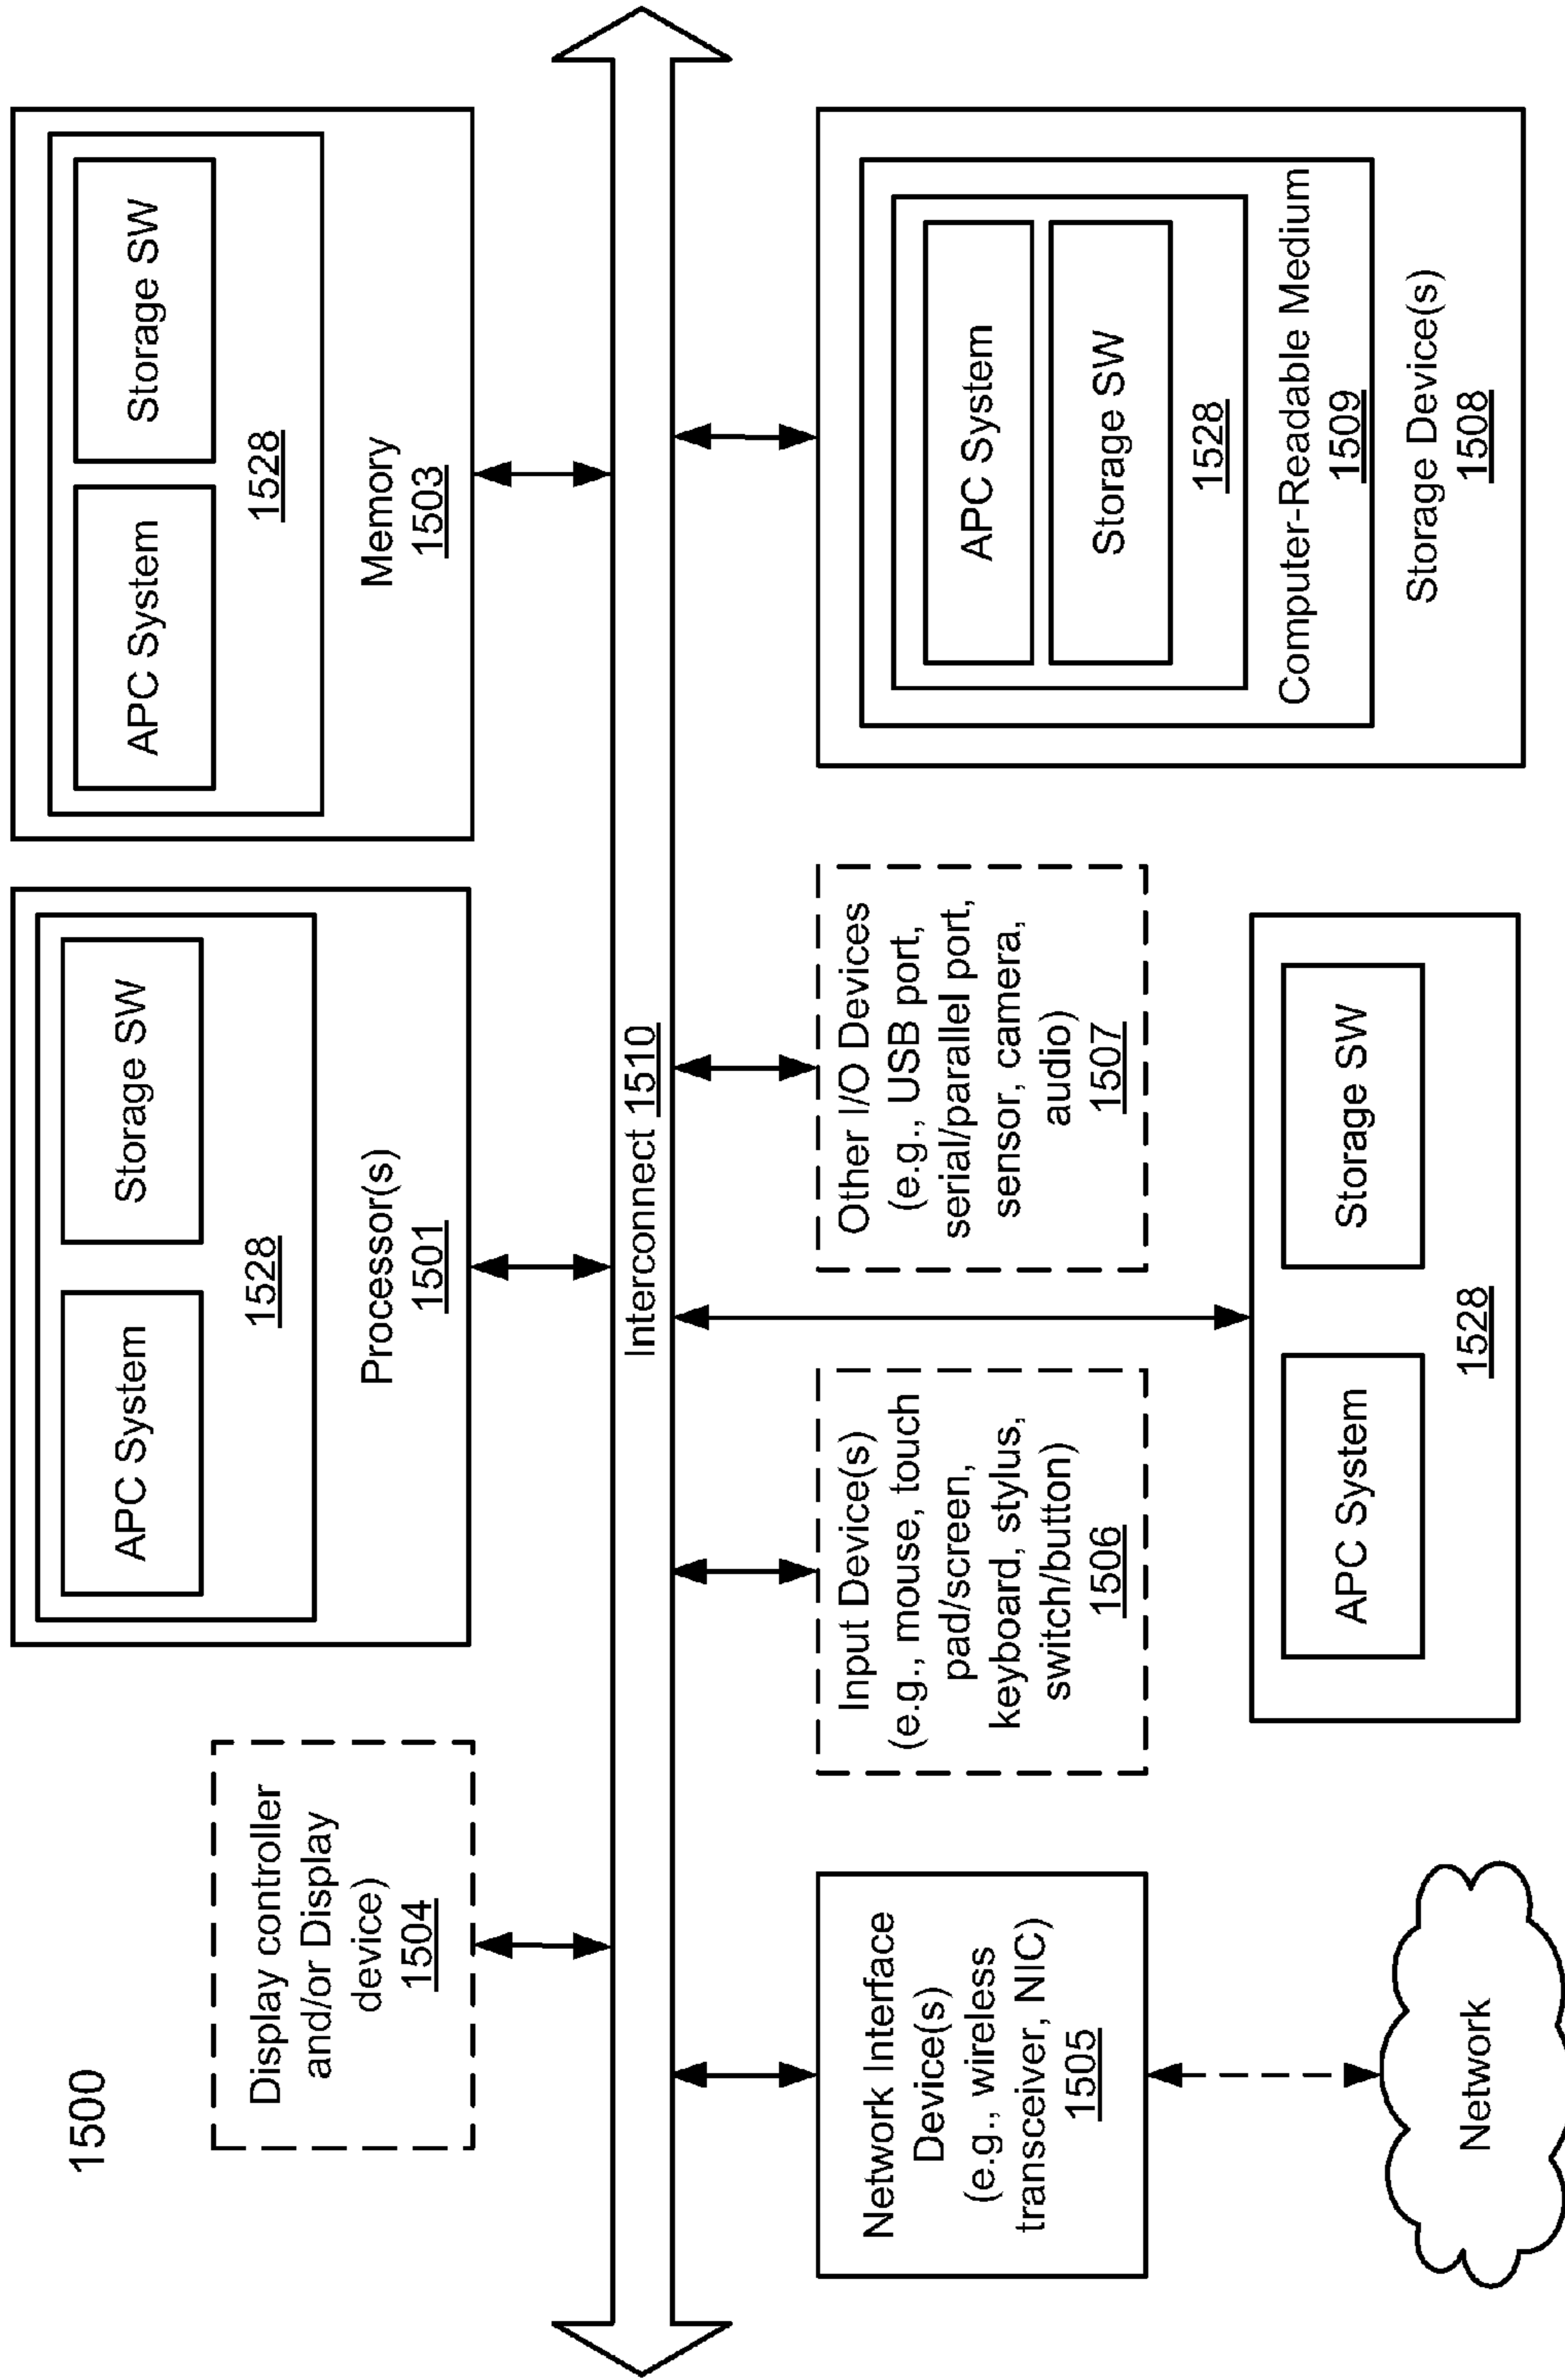 1500
Display controller
and/or Display
device)
1504
APC System
Storage SW
1528
Processor(s)
1501
APC System
Storage SW
1528
Memory
1503
Interconnect 1510
Network Interface
Device(s)
(e.g., wireless
transceiver, NIC)
1505
Input Device(s)
(e.g., mouse, touch
pad/screen,
keyboard, stylus,
switch/button)
1506
Other I/O Devices
(e.g., USB port,
serial/parallel port,
sensor, camera,
audio)
1507
APC System
Storage SW
1528
Computer-Readable Medium
1509
Storage Device(s)
1508
APC System
Storage SW
1528
Network